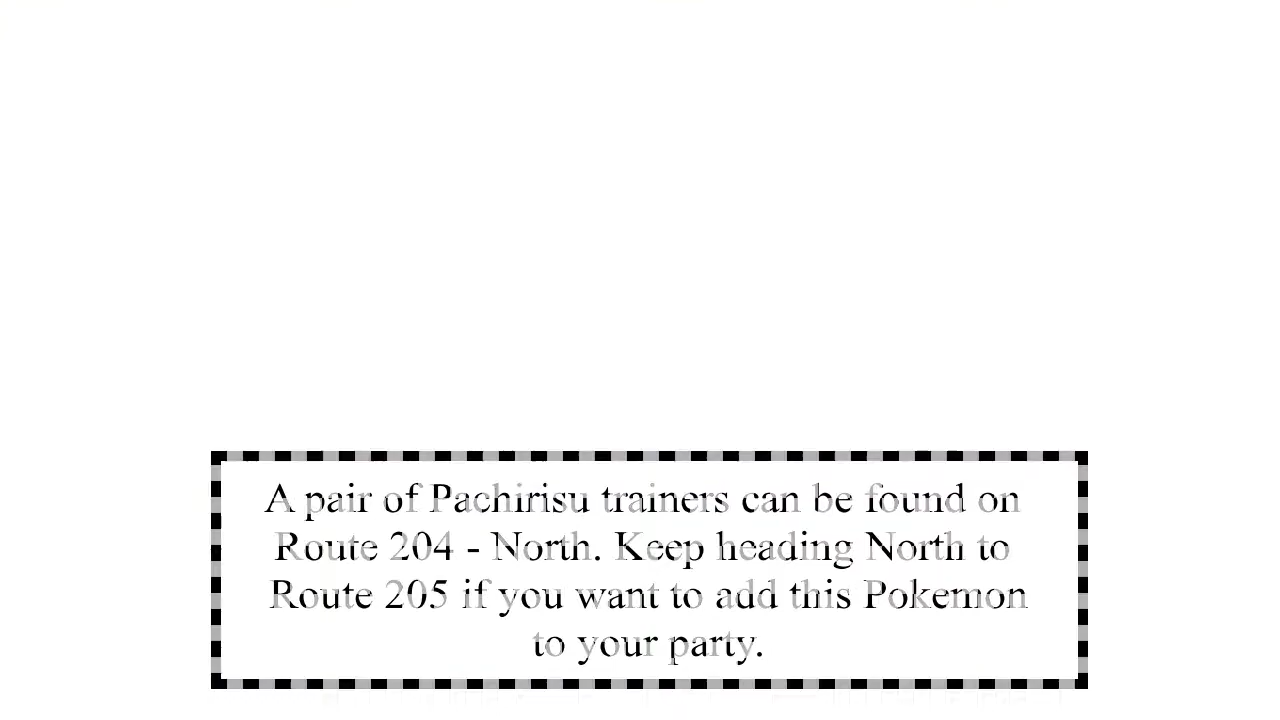 A pair of Pachirisu trainers can be found on
Route 204 - North. Keep heading North to
Route 205 if you want to add this Pokemon
to your party.